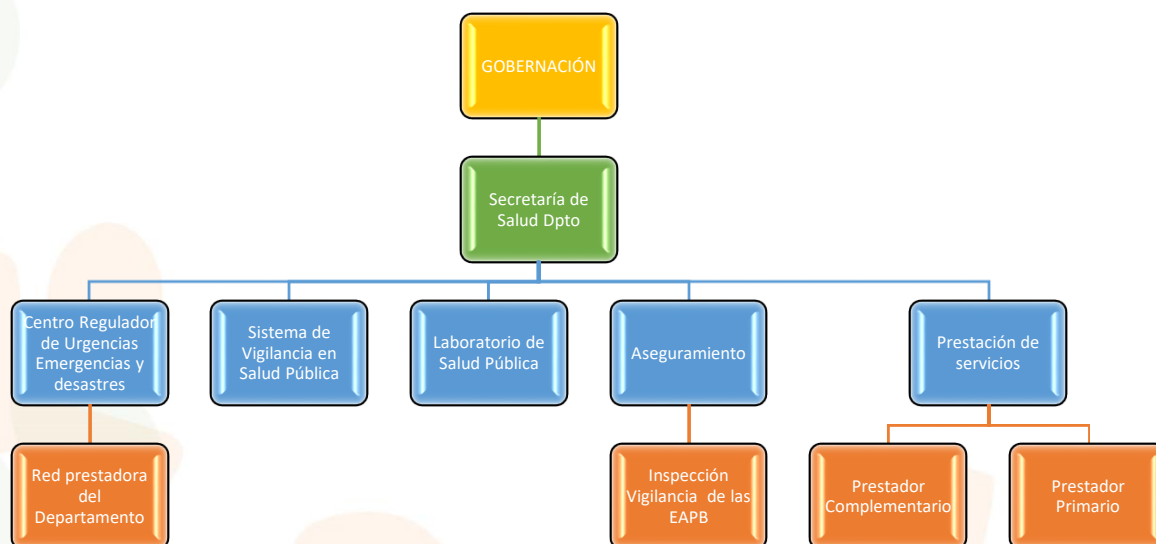 GOBERNACIÓN
Secretaría de
Salud Dpto
Centro Regulador
de Urgencias
Emergencias y
desastres
Sistema de
Vigilancia en
Salud Pública
Laboratorio de
Salud Pública
Aseguramiento
Prestación de
servicios
Red prestadora
del
Departamento
Inspección
Vigilancia de las
EAPB
Prestador
Complementario
Prestador
Primario